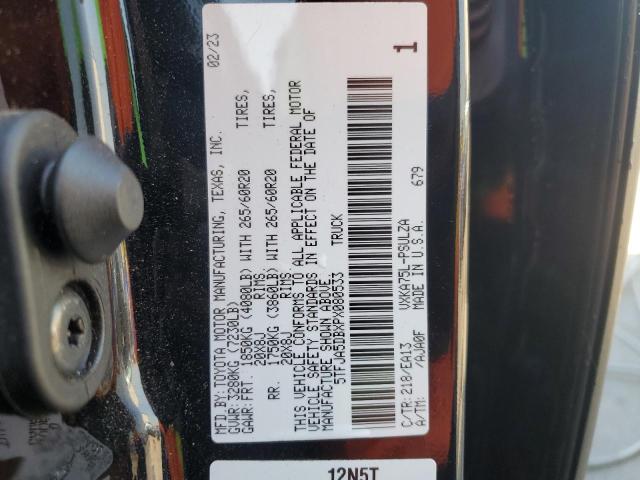 MFD.BY:TOYOTA MOTOR MANUFACTURING, TEXAS, INC. 02/23
GVWR:3280KG (7230LB)
GAWR:FRT. 1850KG (4080LB) WITH 265/60R20 TIRES,
20X8J RIMS.
RR. 1750KG (3860LB) WITH 265/60R20 TIRES,
20X8J RIMS.
THIS VEHICLE CONFORMS TO ALL APPLICABLE FEDERAL MOTOR
VEHICLE SAFETY STANDARDS IN EFFECT ON THE DATE OF
MANUFACTURE SHOWN ABOVE.
5TFJA5DBXPX080533 TRUCK
1
C/TR:218/EA13 VXKA75L-PSULZA 679
A/TM: /AJA0F MADE IN U.S.A.
12N5T